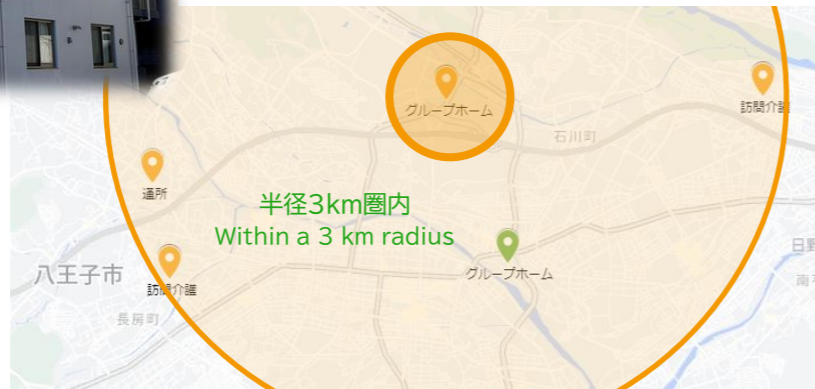 グループホーム
訪問介護
石川町
通所
半径3km圏内
Within a 3 km radius
グループホーム
八王子市
訪問介護
日野
長房町
南平